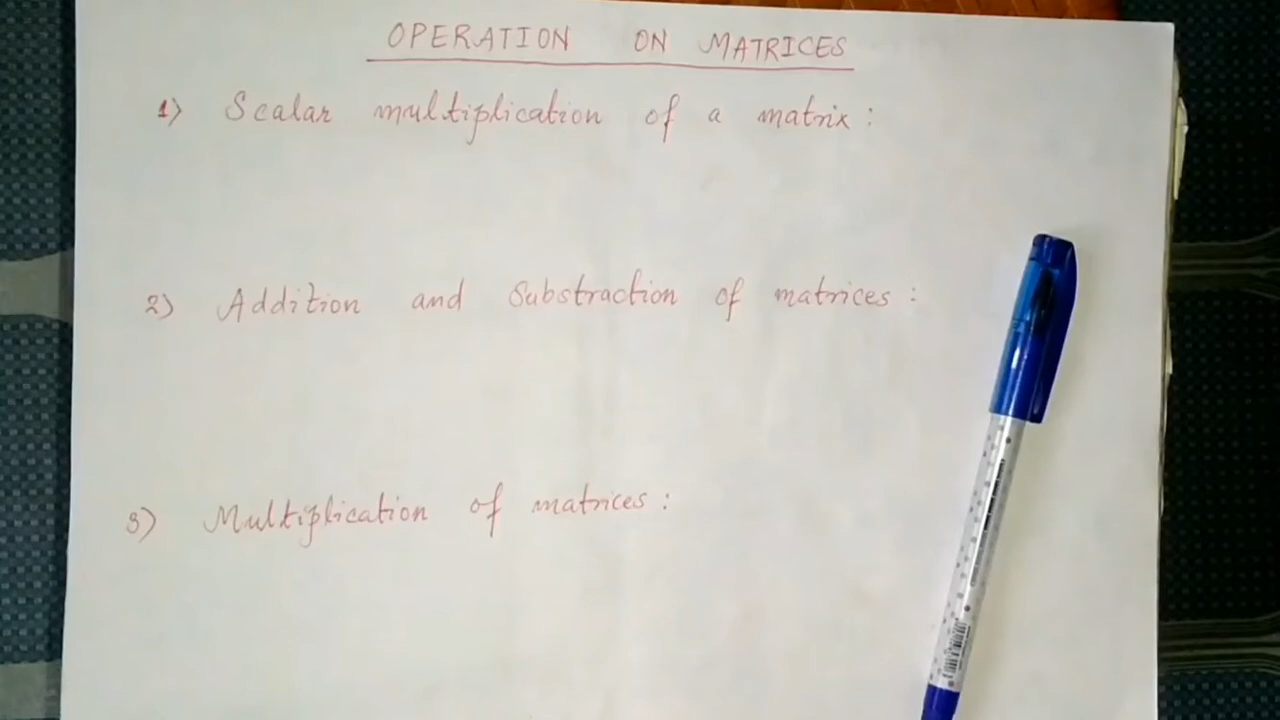 OPERATION ON MATRICES
1) Scalar multiplication of a matrix :
2) Addition and Substraction of matrices :
3) Multiplication of matrices :